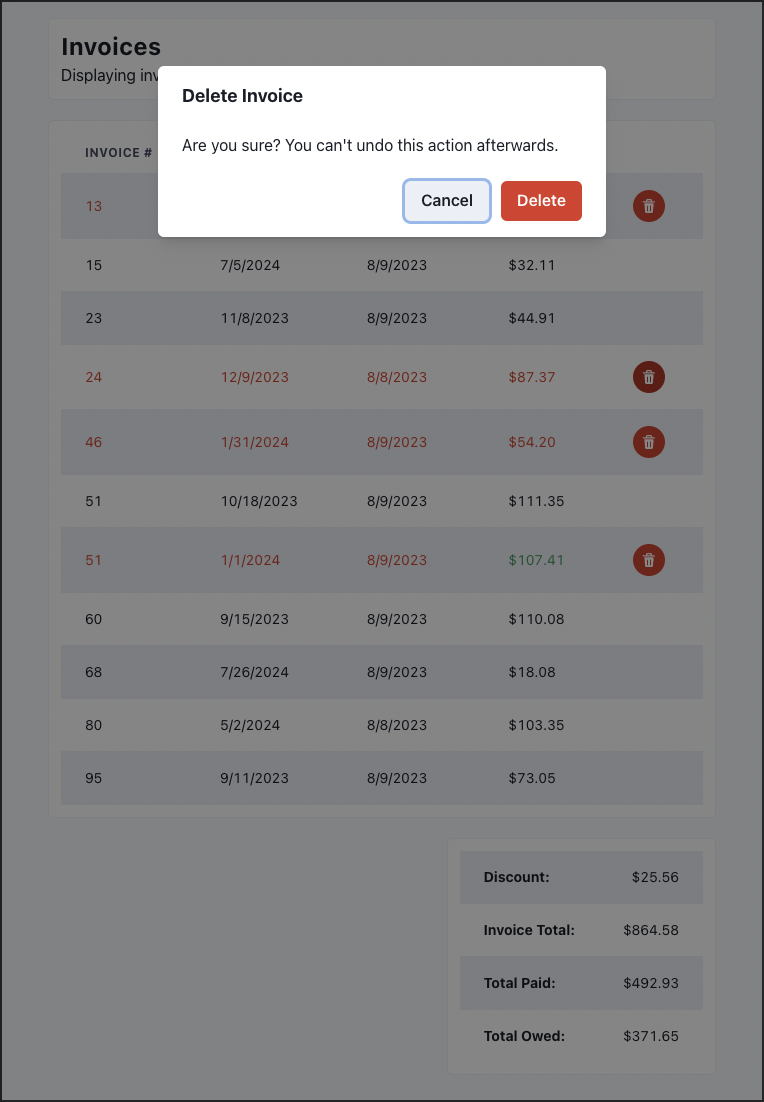 Invoices
Displaying inv
Delete Invoice
Are you sure? You can't undo this action afterwards.
Cancel Delete
INVOICE #
13
15 7/5/2024 8/9/2023 $32.11
23 11/8/2023 8/9/2023 $44.91
24 12/9/2023 8/8/2023 $87.37
46 1/31/2024 8/9/2023 $54.20
51 10/18/2023 8/9/2023 $111.35
51 1/1/2024 8/9/2023 $107.41
60 9/15/2023 8/9/2023 $110.08
68 7/26/2024 8/9/2023 $18.08
80 5/2/2024 8/8/2023 $103.35
95 9/11/2023 8/9/2023 $73.05
Discount: $25.56
Invoice Total: $864.58
Total Paid: $492.93
Total Owed: $371.65